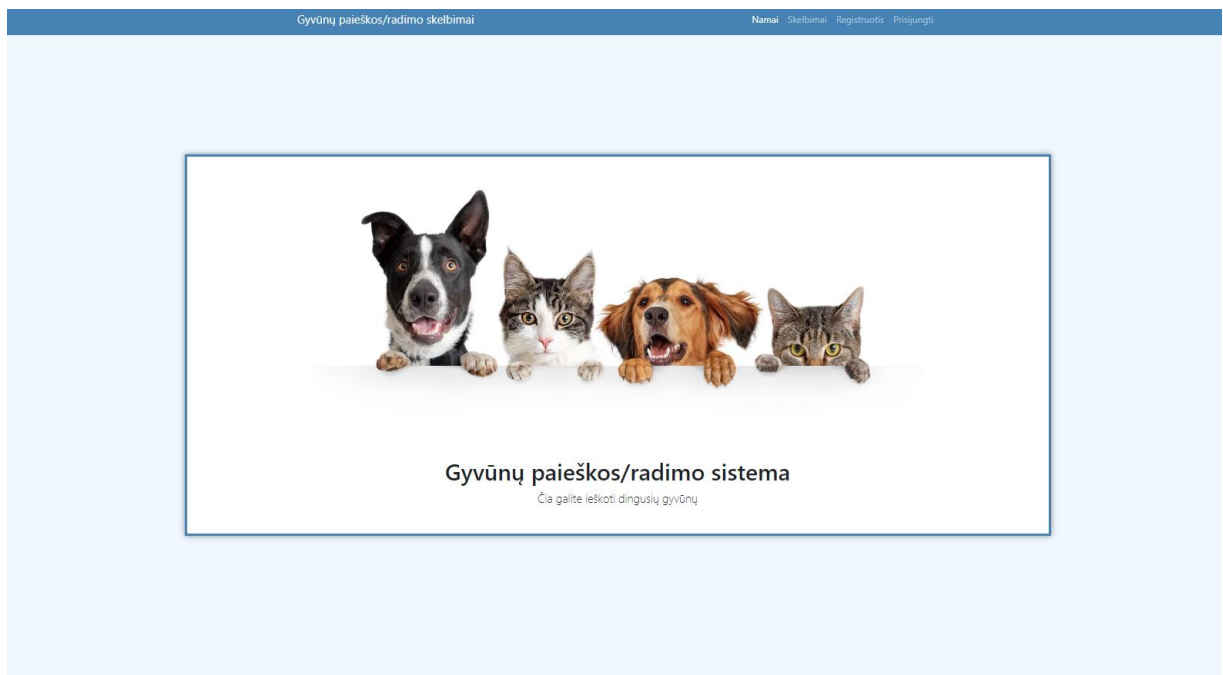 Gyvūnų paieškos/radimo skelbimai
Namai Skelbimai Registruotis Prisijungti
Gyvūnų paieškos/radimo sistema
Čia galite ieškoti dingusių gyvūnų